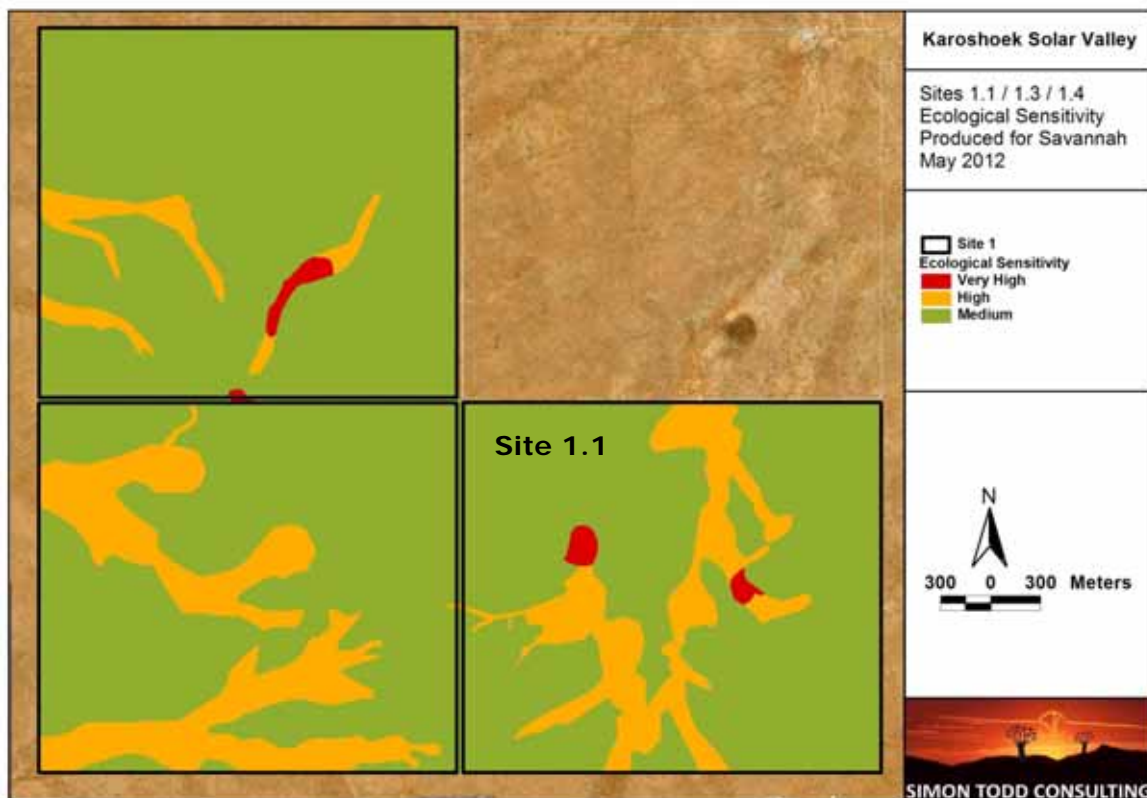 Karoshoek Solar Valley
Sites 1.1 / 1.3 / 1.4
Ecological Sensitivity
Produced for Savannah
May 2012
Site 1
Ecological Sensitivity
Very High
High
Medium
Site 1.1
N
300 0 300 Meters
SIMON TODD CONSULTING